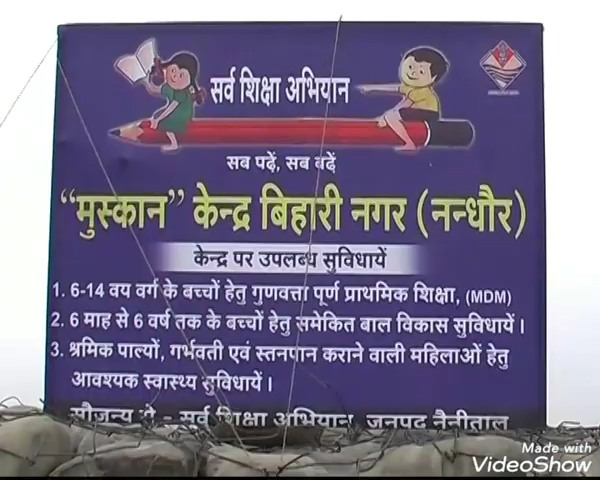 सर्व शिक्षा अभियान
सब पढ़ें, सब बढ़ें
“मुस्कान” केन्द्र बिहारी नगर (नन्धौर)
केन्द्र पर उपलब्ध सुविधायें
1. 6-14 वय वर्ग के बच्चों हेतु गुणवत्ता पूर्ण प्राथमिक शिक्षा, (MDM)
2. 6 माह से 6 वर्ष तक के बच्चों हेतु समेकित बाल विकास सुविधायें ।
3. श्रमिक पाल्यों, गर्भवती एवं स्तनपान कराने वाली महिलाओं हेतु
आवश्यक स्वास्थ्य सुविधायें ।
सौजन्य से - सर्व शिक्षा अभियान, जनपद नैनीताल
Made with
VideoShow